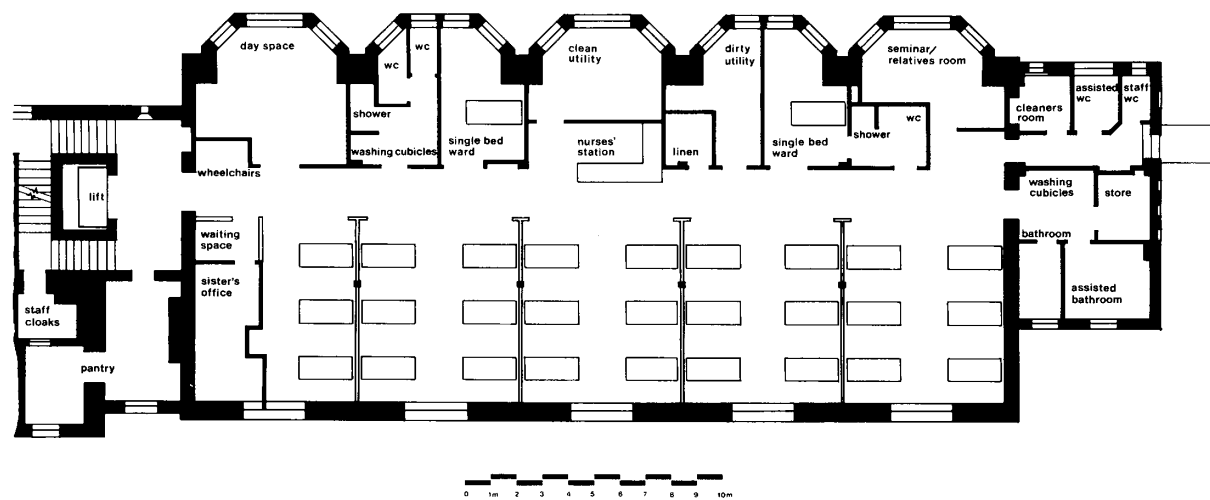 day space
wc
wc
shower
washing cubicles
single bed
ward
clean
utility
nurses'
station
dirty
utility
linen
single bed
ward
seminar/
relatives room
shower
wc
cleaners
room
assisted
wc
staff
wc
wheelchairs
lift
waiting
space
sister's
office
staff
cloaks
pantry
washing
cubicles
store
bathroom
assisted
bathroom
0 1m 2 3 4 5 6 7 8 9 10m